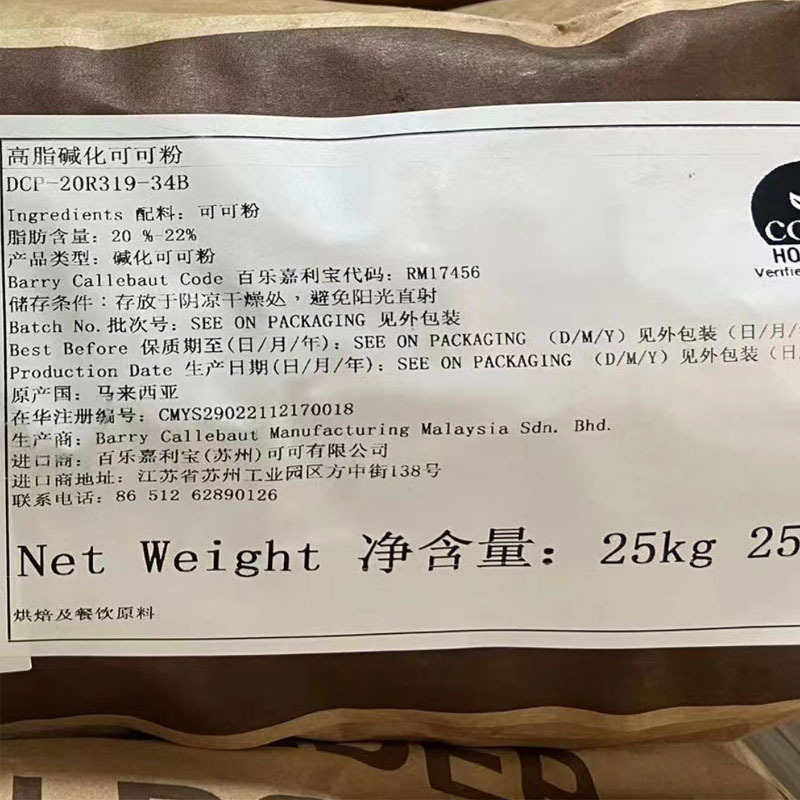 高脂碱化可可粉
DCP-20R319-34B
Ingredients 配料: 可可粉
脂肪含量: 20 %-22%
产品类型: 碱化可可粉
Barry Callebaut Code 百乐嘉利宝代码: RM17456
储存条件:存放于阴凉干燥处,避免阳光直射
Batch No.批次号: SEE ON PACKAGING 见外包装
Best Before 保质期至(日/月/年): SEE ON PACKAGING (D/M/Y) 见外包装 (日/月/
Production Date 生产日期(日/月/年): SEE ON PACKAGING (D/M/Y) 见外包装 (日
原产国: 马来西亚
在华注册编号: CMYS29022112170018
生产商: Barry Callebaut Manufacturing Malaysia Sdn. Bhd.
进口商: 百乐嘉利宝(苏州)可可有限公司
进口商地址: 江苏省苏州工业园区方中街138号
联系电话: 86 512 62890126
Net Weight 净含量: 25kg 25
烘焙及餐饮原料
CO
HO
Verifie